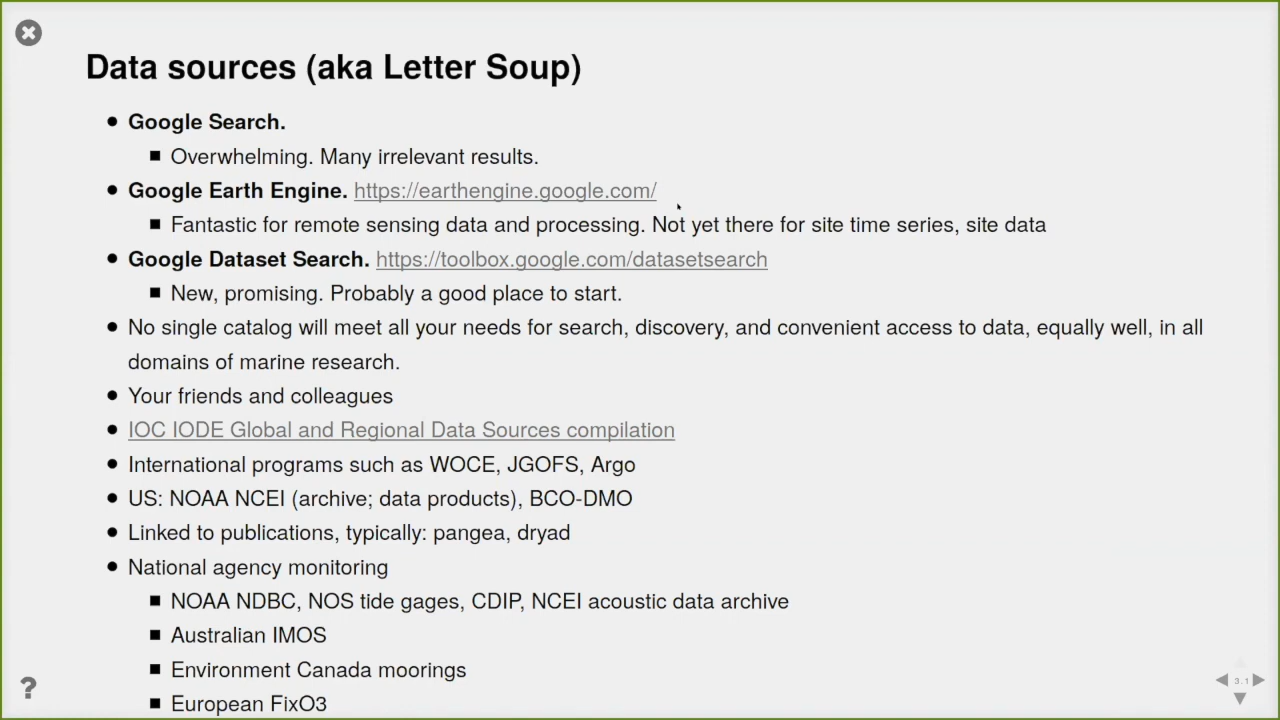 Data sources (aka Letter Soup)
Google Search.
Overwhelming. Many irrelevant results.
Google Earth Engine. https://earthengine.google.com/
Fantastic for remote sensing data and processing. Not yet there for site time series, site data
Google Dataset Search. https://toolbox.google.com/datasetsearch
New, promising. Probably a good place to start.
No single catalog will meet all your needs for search, discovery, and convenient access to data, equally well, in all
domains of marine research.
Your friends and colleagues
IOC IODE Global and Regional Data Sources compilation
International programs such as WOCE, JGOFS, Argo
US: NOAA NCEI (archive; data products), BCO-DMO
Linked to publications, typically: pangea, dryad
National agency monitoring
NOAA NDBC, NOS tide gages, CDIP, NCEI acoustic data archive
Australian IMOS
Environment Canada moorings
European FixO3
?
3.1